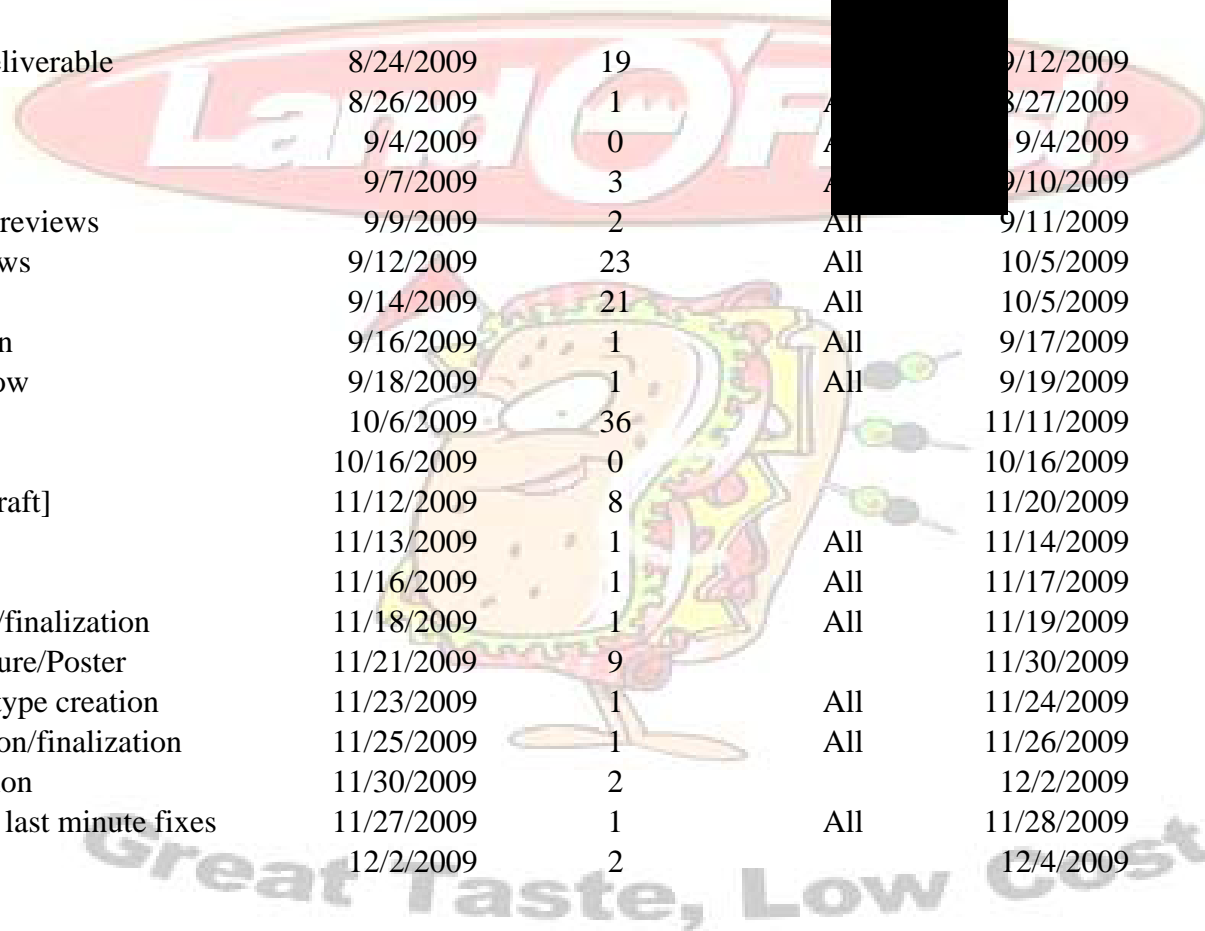 eliverable 8/24/2009 19 9/12/2009
8/26/2009 1 8/27/2009
9/4/2009 0 9/4/2009
9/7/2009 3 9/10/2009
reviews 9/9/2009 2 All 9/11/2009
ws 9/12/2009 23 All 10/5/2009
9/14/2009 21 All 10/5/2009
n 9/16/2009 1 All 9/17/2009
ow 9/18/2009 1 All 9/19/2009
10/6/2009 36 11/11/2009
10/16/2009 0 10/16/2009
raft] 11/12/2009 8 11/20/2009
11/13/2009 1 All 11/14/2009
11/16/2009 1 All 11/17/2009
/finalization 11/18/2009 1 All 11/19/2009
ure/Poster 11/21/2009 9 11/30/2009
type creation 11/23/2009 1 All 11/24/2009
on/finalization 11/25/2009 1 All 11/26/2009
ion 11/30/2009 2 12/2/2009
last minute fixes 11/27/2009 1 All 11/28/2009
12/2/2009 2 12/4/2009
Land O'F
Great Taste, Low Cost